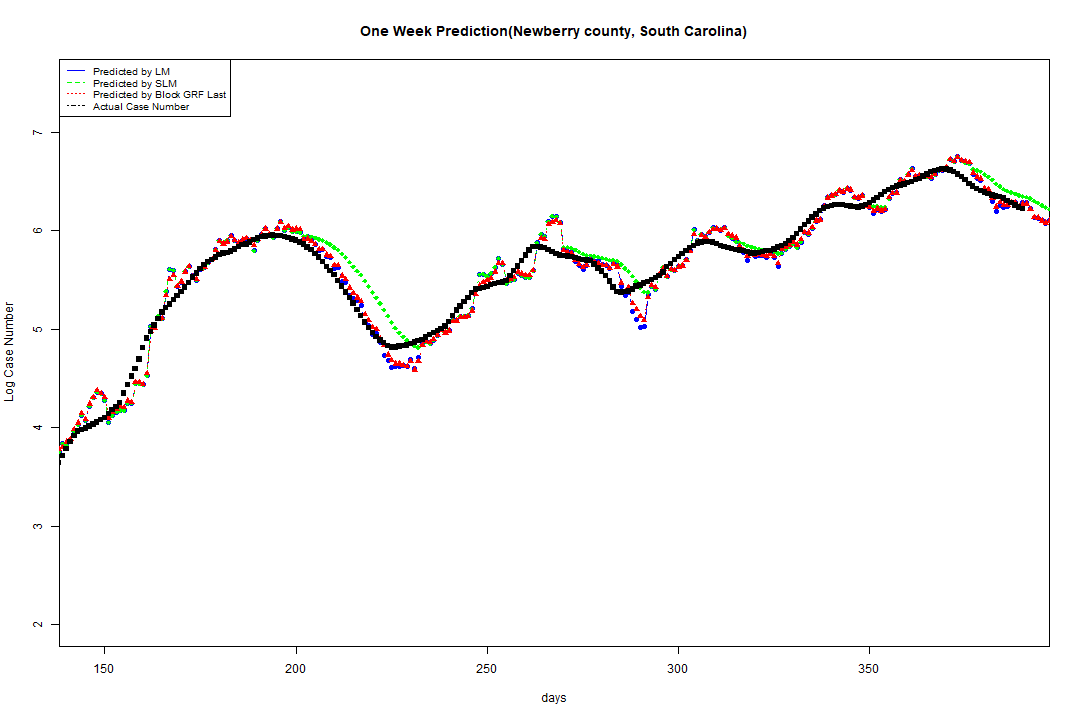 One Week Prediction(Newberry county, South Carolina)
Predicted by LM
Predicted by SLM
Predicted by Block GRF Last
Actual Case Number
7
6
5
4
3
2
Log Case Number
150 200 250 300 350
days